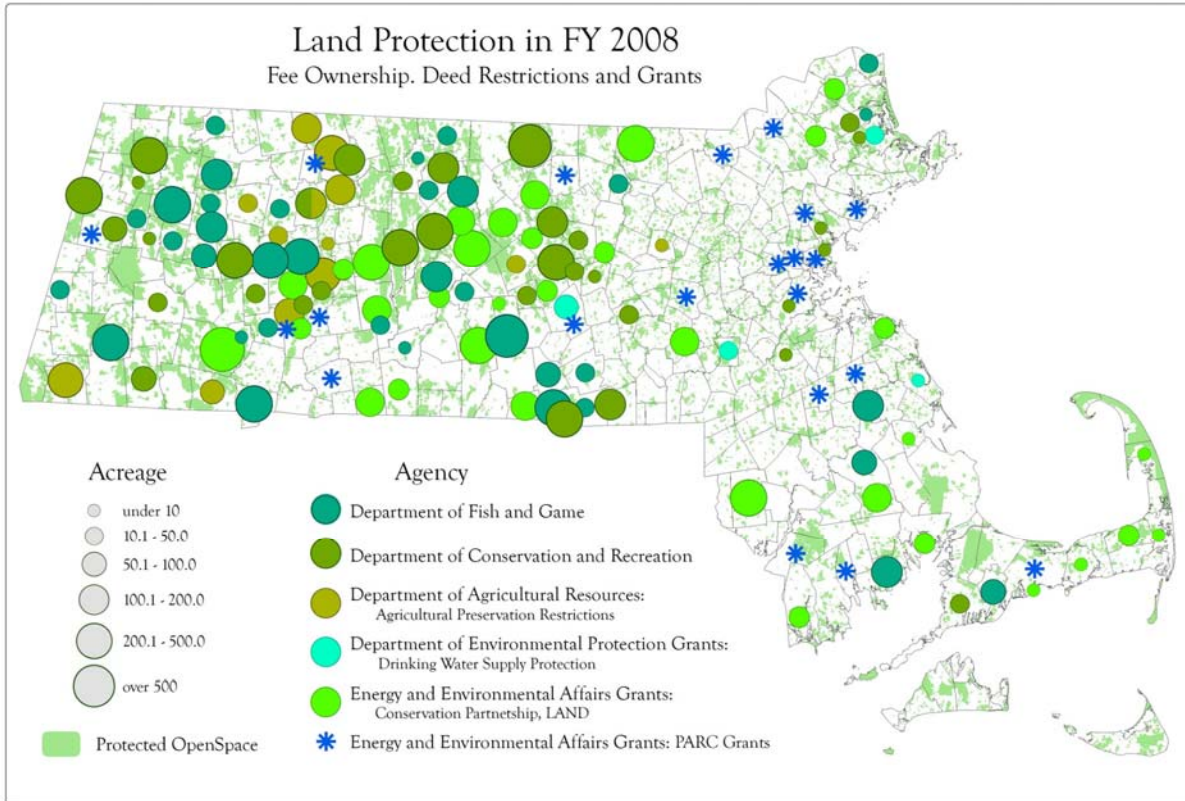 Land Protection in FY 2008
Fee Ownership. Deed Restrictions and Grants
Acreage
under 10
10.1 - 50.0
50.1 - 100.0
100.1 - 200.0
200.1 - 500.0
over 500
Protected OpenSpace
Agency
Department of Fish and Game
Department of Conservation and Recreation
Department of Agricultural Resources:
Agricultural Preservation Restrictions
Department of Environmental Protection Grants:
Drinking Water Supply Protection
Energy and Environmental Affairs Grants:
Conservation Partnetship, LAND
Energy and Environmental Affairs Grants: PARC Grants